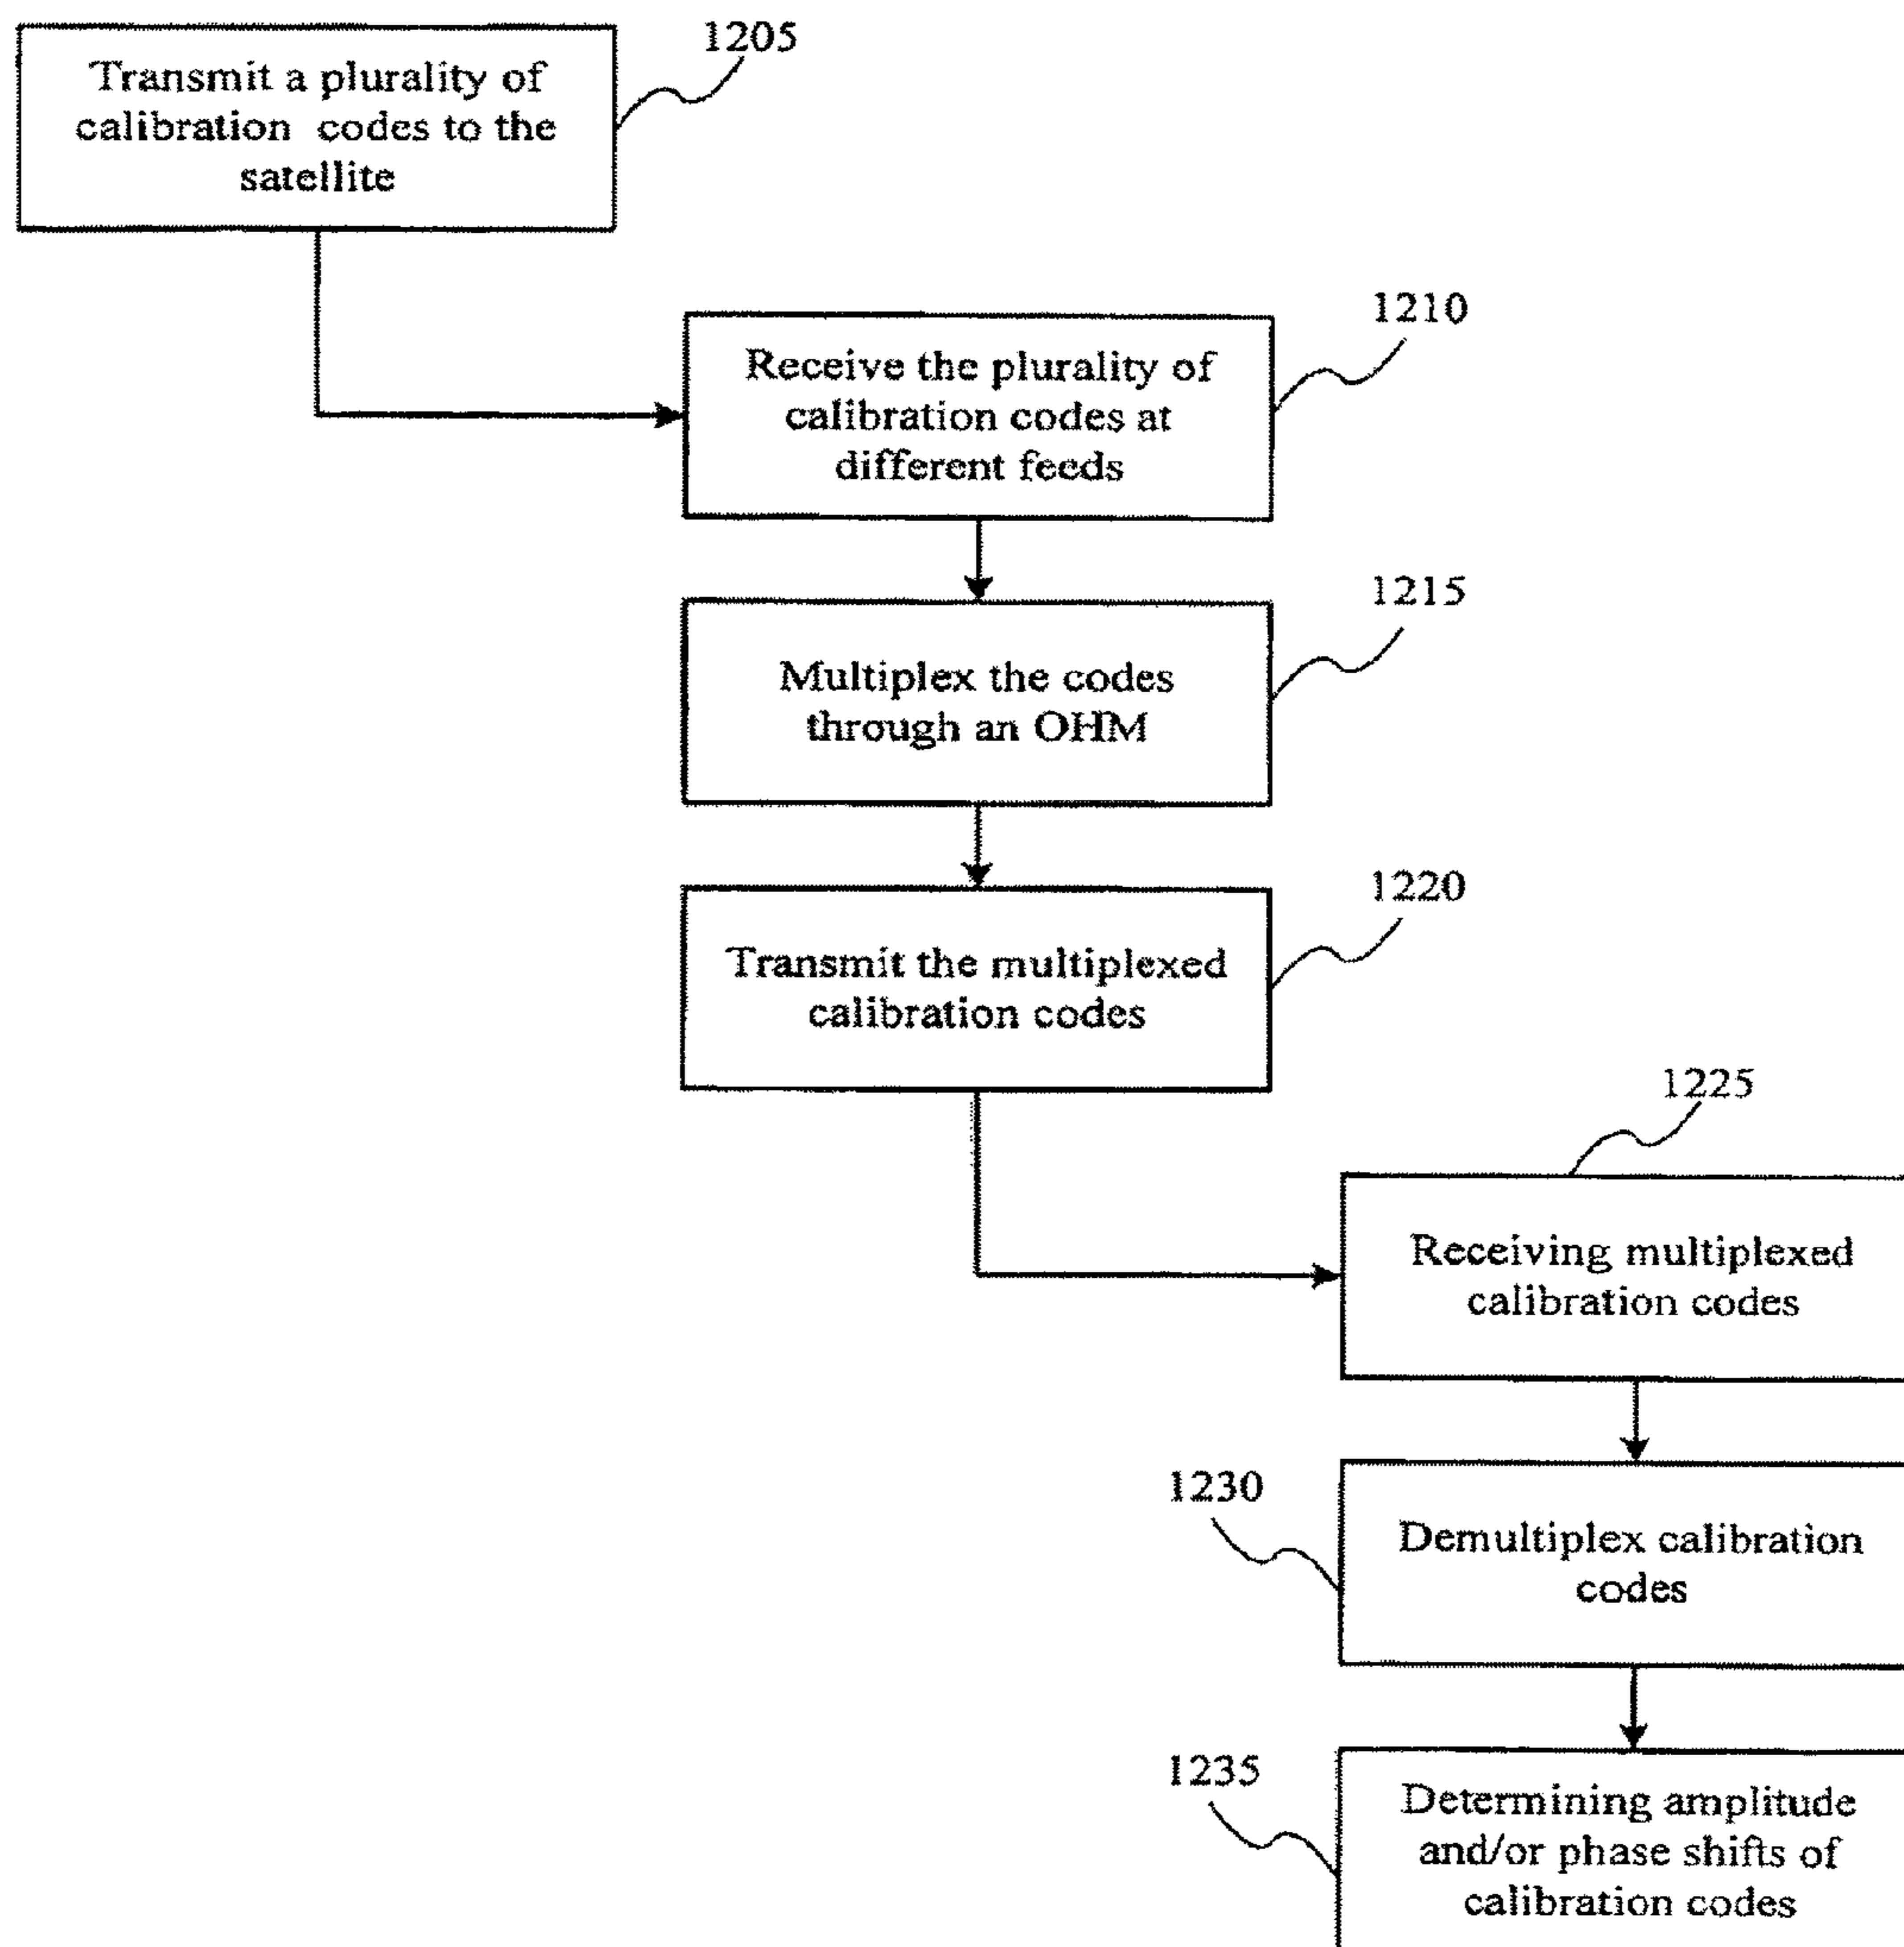 1205
Transmit a plurality of
calibration codes to the
satellite
1210
Receive the plurality of
calibration codes at
different feeds
1215
Multiplex the codes
through an OHM
1220
Transmit the multiplexed
calibration codes
1225
Receiving multiplexed
calibration codes
1230
Demultiplex calibration
codes
1235
Determining amplitude
and/or phase shifts of
calibration codes